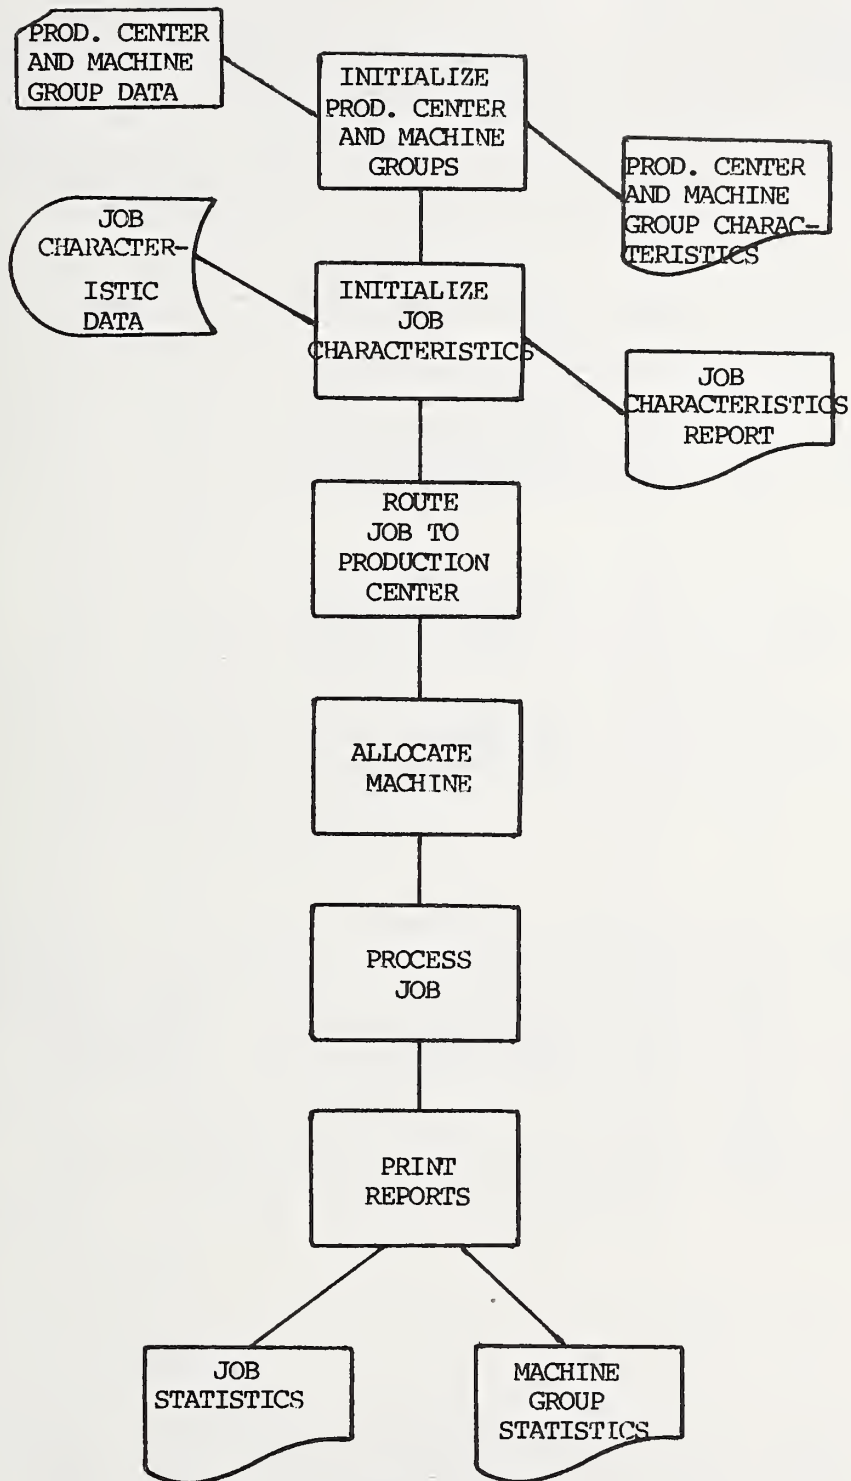 PROD. CENTER
AND MACHINE
GROUP DATA
INITIALIZE
PROD. CENTER
AND MACHINE
GROUPS
PROD. CENTER
AND MACHINE
GROUP CHARAC-
TERISTICS
JOB
CHARACTER-
ISTIC
DATA
INITIALIZE
JOB
CHARACTERISTICS
JOB
CHARACTERISTICS
REPORT
ROUTE
JOB TO
PRODUCTION
CENTER
ALLOCATE
MACHINE
PROCESS
JOB
PRINT
REPORTS
JOB
STATISTICS
MACHINE
GROUP
STATISTICS